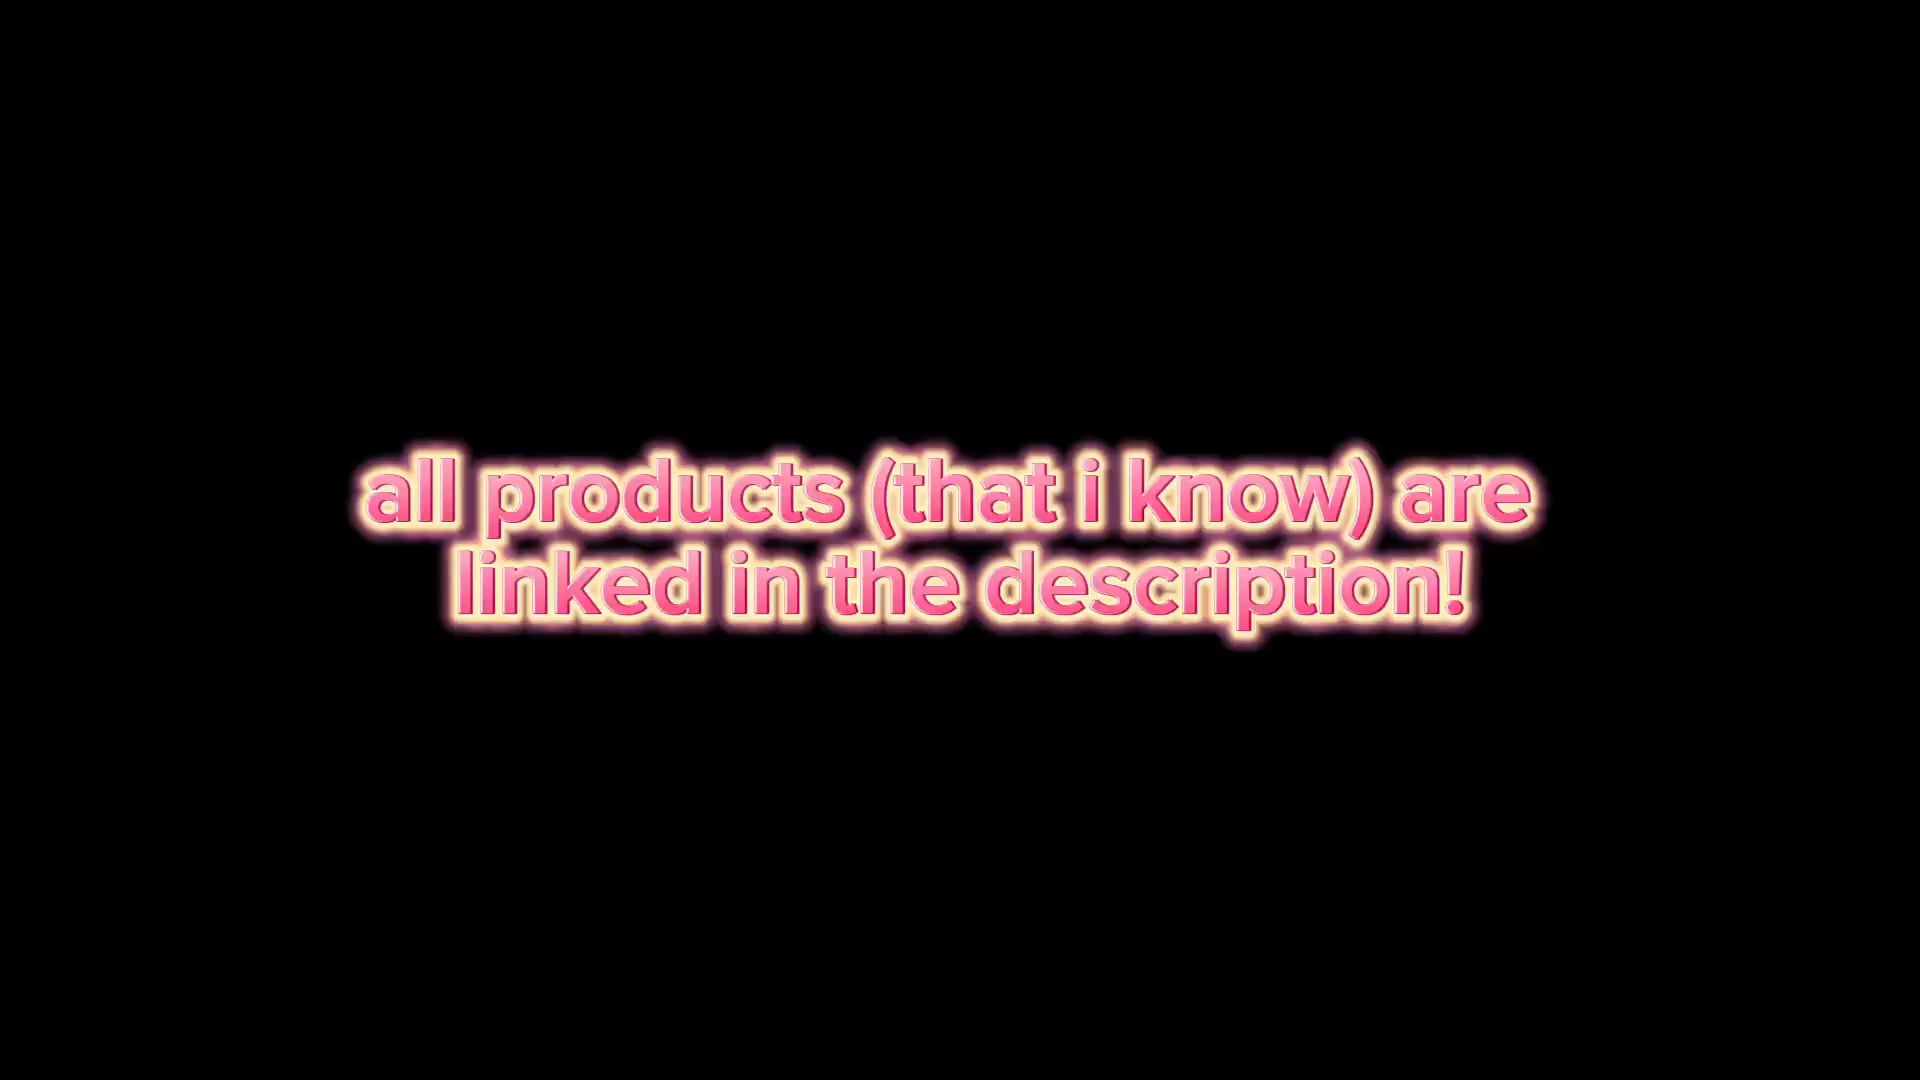 all products (that i know) are
linked in the description!